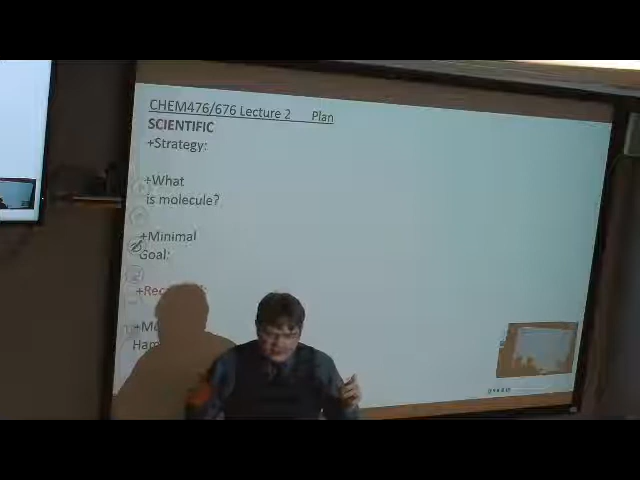 CHEM476/676 Lecture 2 Plan
SCIENTIFIC
+Strategy:
+What
is molecule?
+Minimal
Goal: